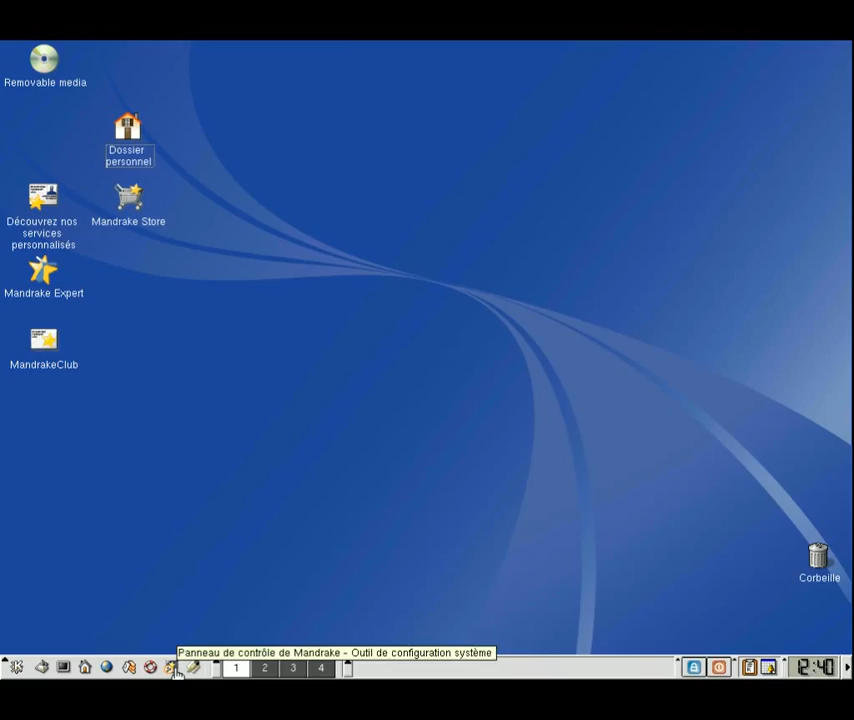 Removable media
Dossier
personnel
Découvrez nos
services
personnalisés
Mandrake Store
Mandrake Expert
MandrakeClub
Corbeille
Panneau de contrôle de Mandrake - Outil de configuration système
1 2 3 4
12:40